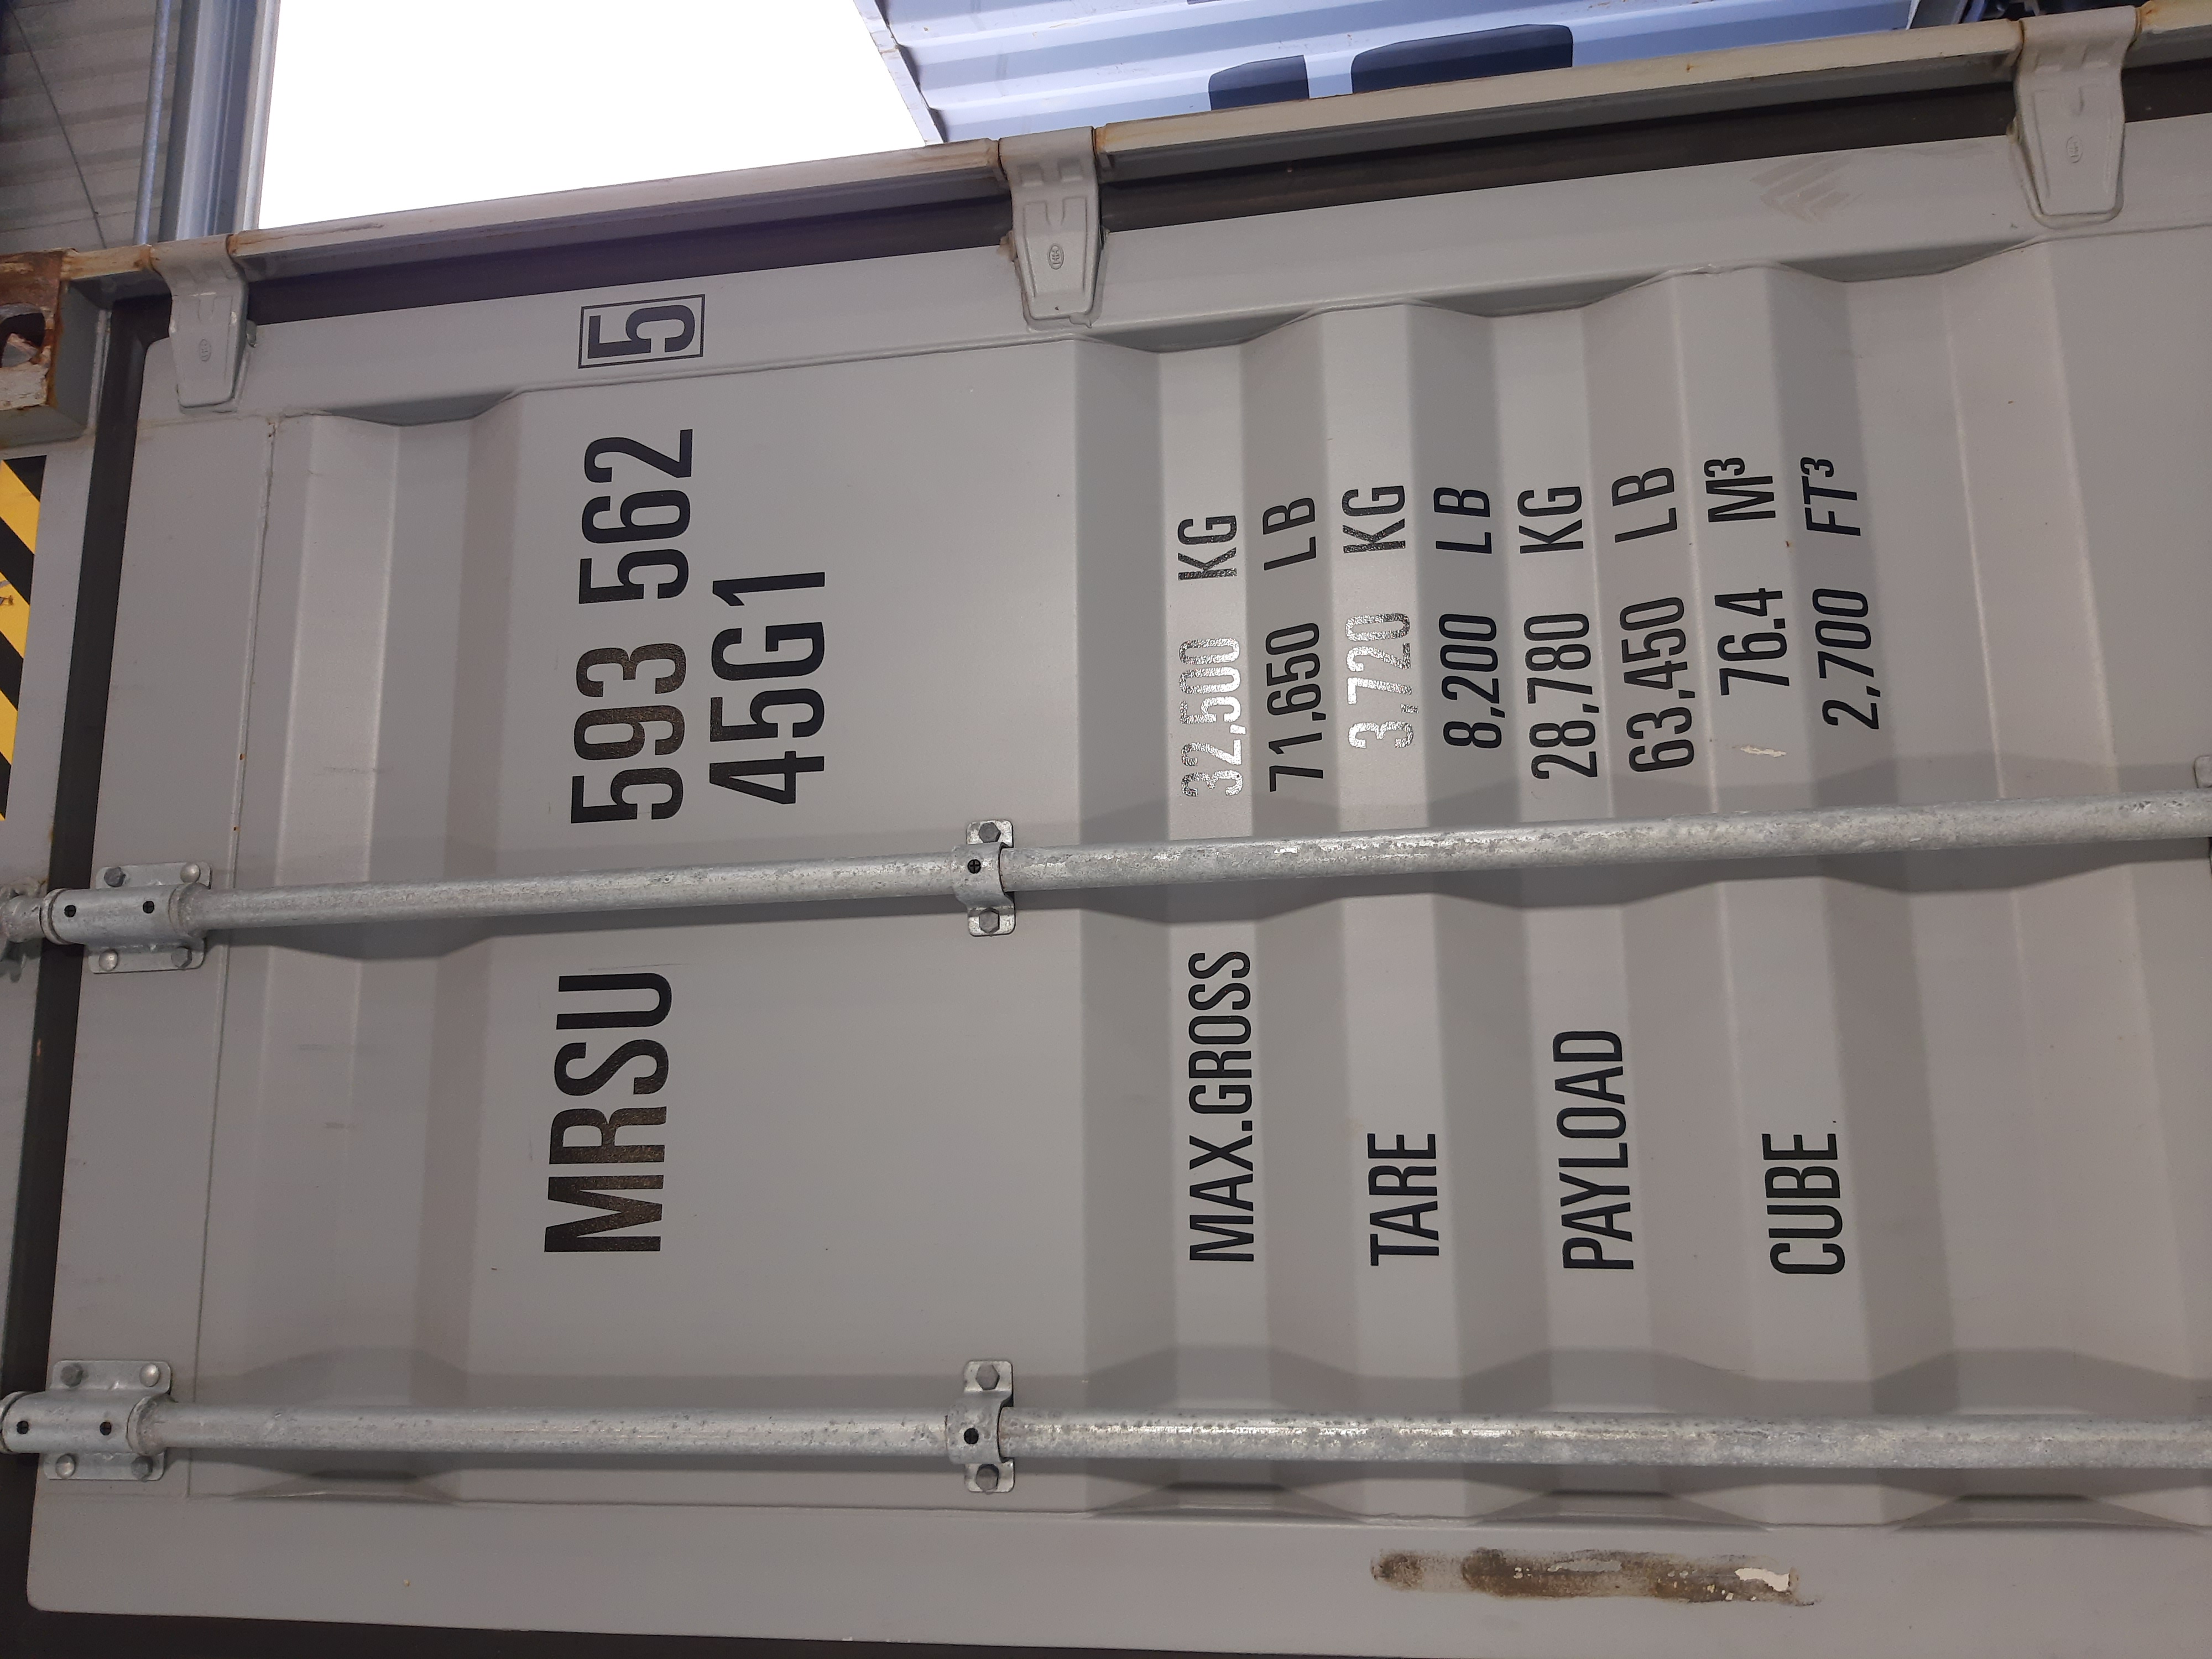 MRSU 593 562 5
45G1
MAX.GROSS 32,500 KG
71,650 LB
TARE 3,720 KG
8,200 LB
PAYLOAD 28,780 KG
63,450 LB
CUBE 76.4 M³
2,700 FT³